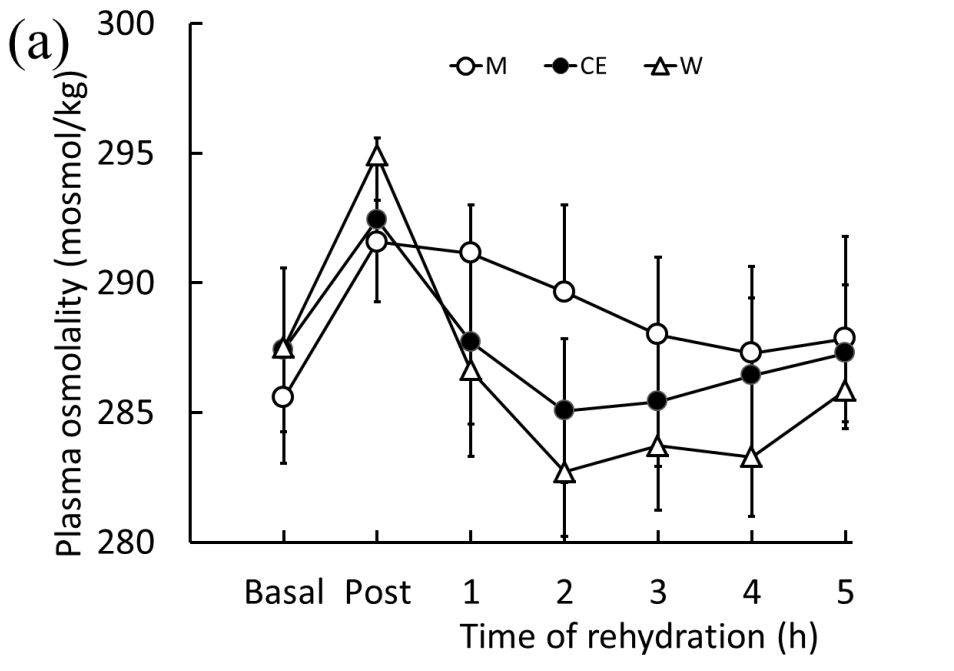 (a)
Plasma osmolality (mosmol/kg)
300
295
290
285
280
M CE W
Basal Post 1 2 3 4 5
Time of rehydration (h)